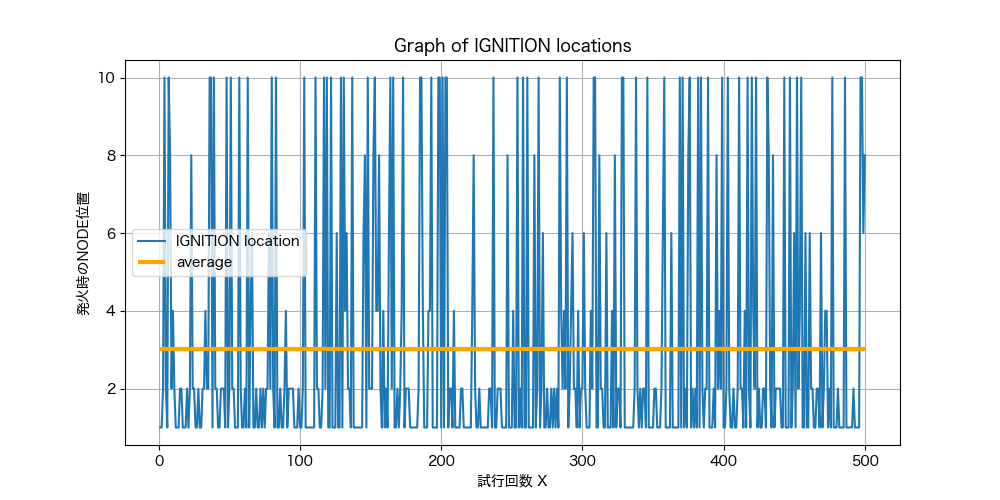 Graph of IGNITION locations
発火時のNODE位置
10
8
6
4
2
IGNITION location
average
0
100
200
300
400
500
試行回数 X